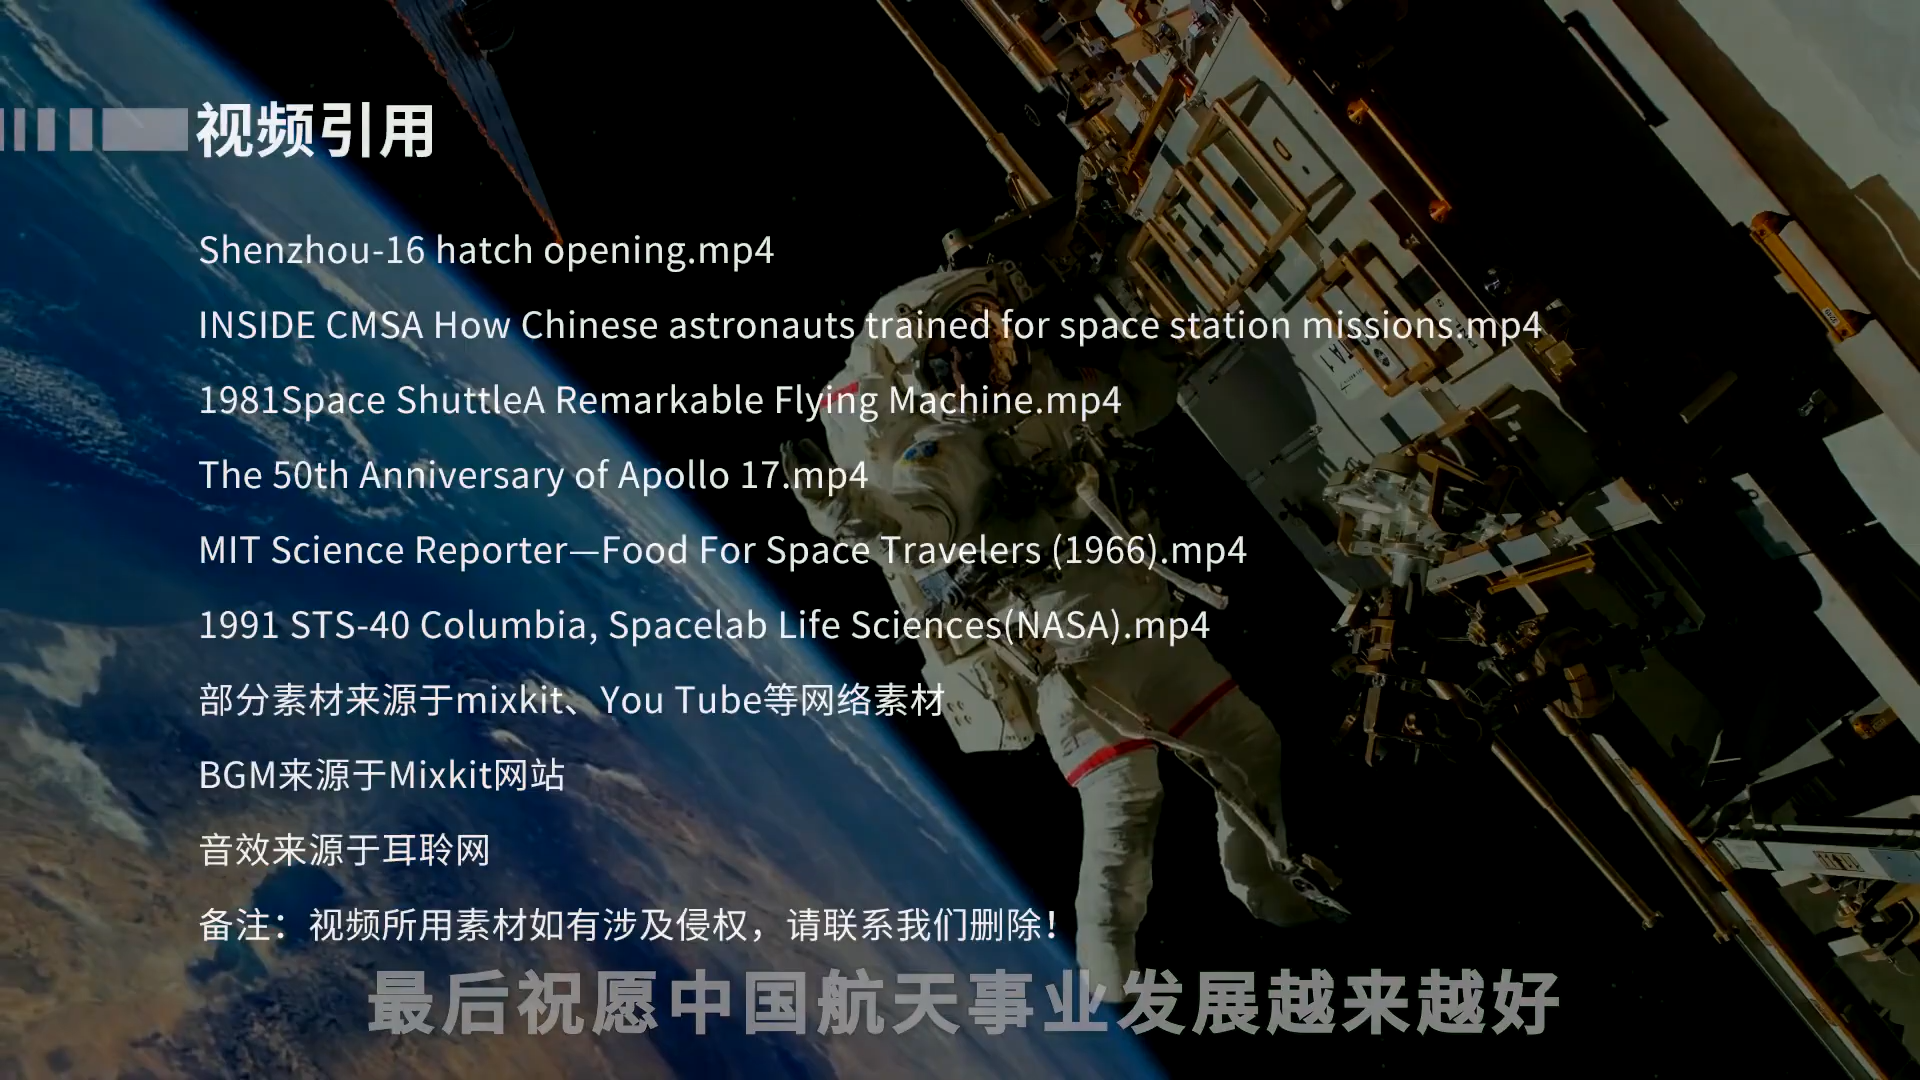 视频引用
Shenzhou-16 hatch opening.mp4
INSIDE CMSA How Chinese astronauts trained for space station missions.mp4
1981Space ShuttleA Remarkable Flying Machine.mp4
The 50th Anniversary of Apollo 17.mp4
MIT Science Reporter—Food For Space Travelers (1966).mp4
1991 STS-40 Columbia, Spacelab Life Sciences(NASA).mp4
部分素材来源于mixkit、You Tube等网络素材
BGM来源于Mixkit网站
音效来源于耳聆网
备注：视频所用素材如有涉及侵权，请联系我们删除！
最后祝愿中国航天事业发展越来越好